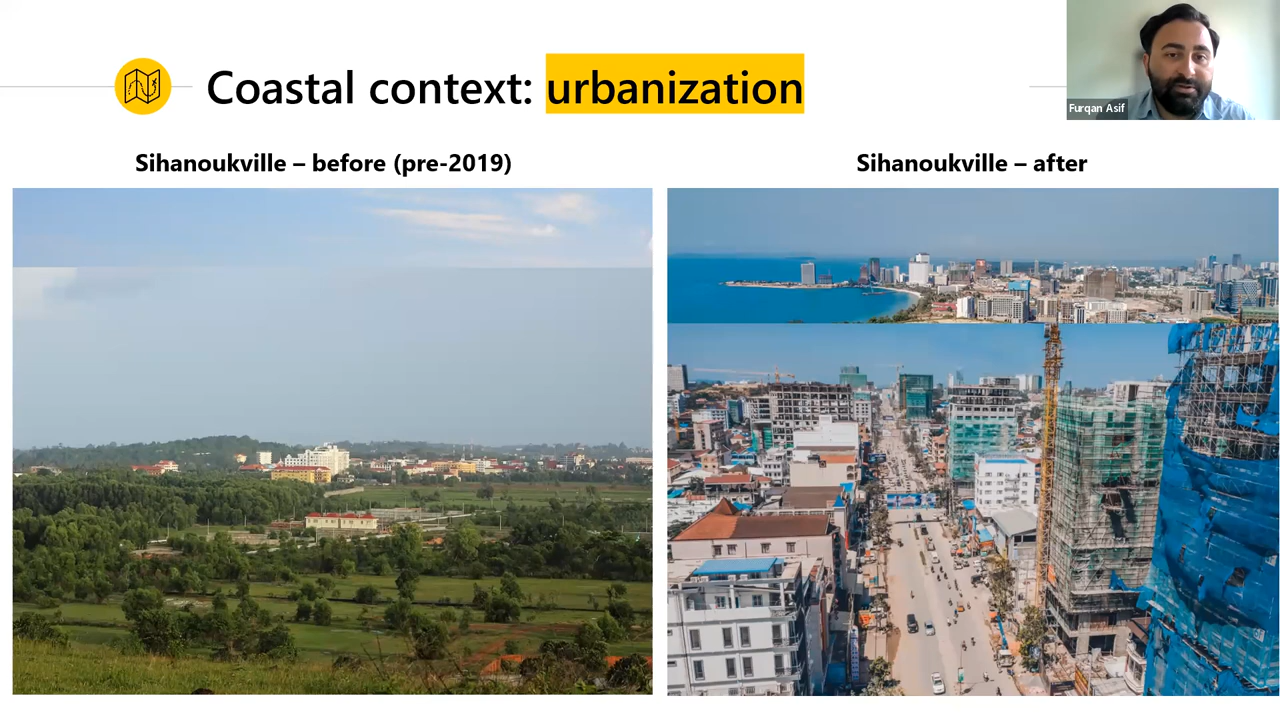 Coastal context: urbanization
Furqan Asif
Sihanoukville – before (pre-2019)
Sihanoukville – after